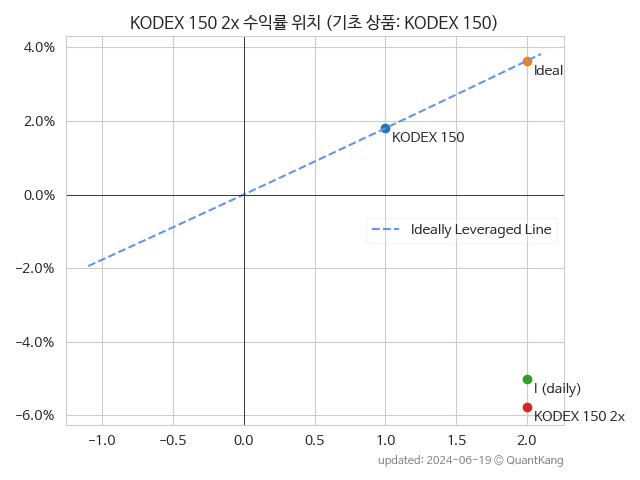 KODEX 150 2x 수익률 위치 (기초 상품: KODEX 150)
4.0%
2.0%
0.0%
−2.0%
−4.0%
−6.0%
Ideal
KODEX 150
Ideally Leveraged Line
I (daily)
KODEX 150 2x
−1.0 −0.5 0.0 0.5 1.0 1.5 2.0
updated: 2024-06-19 © QuantKang